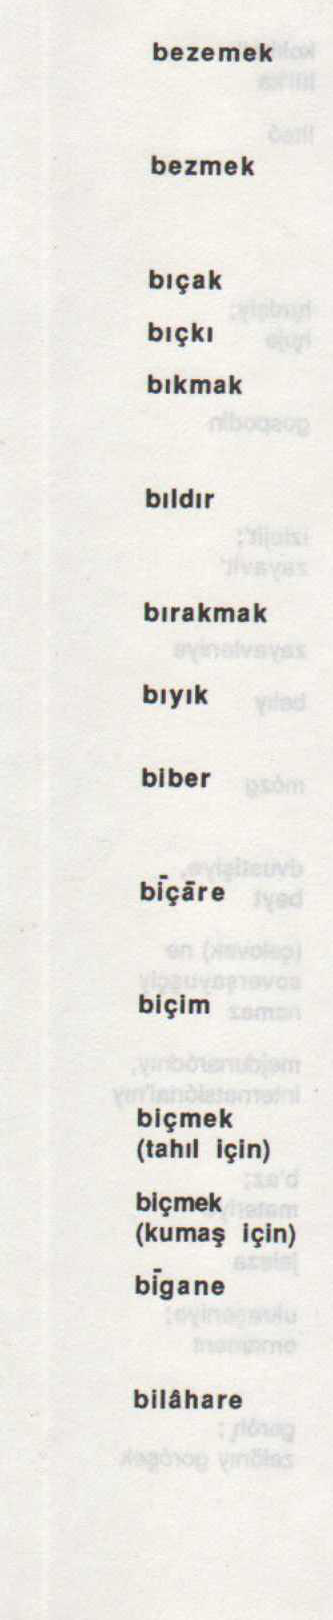 bezemek
bezmek
bıçak
bıçkı
bıkmak
bıldır
bırakmak
bıyık
biber
bīçāre
biçim
biçmek
(tahıl için)
biçmek
(kumaş için)
bīgane
bilâhare